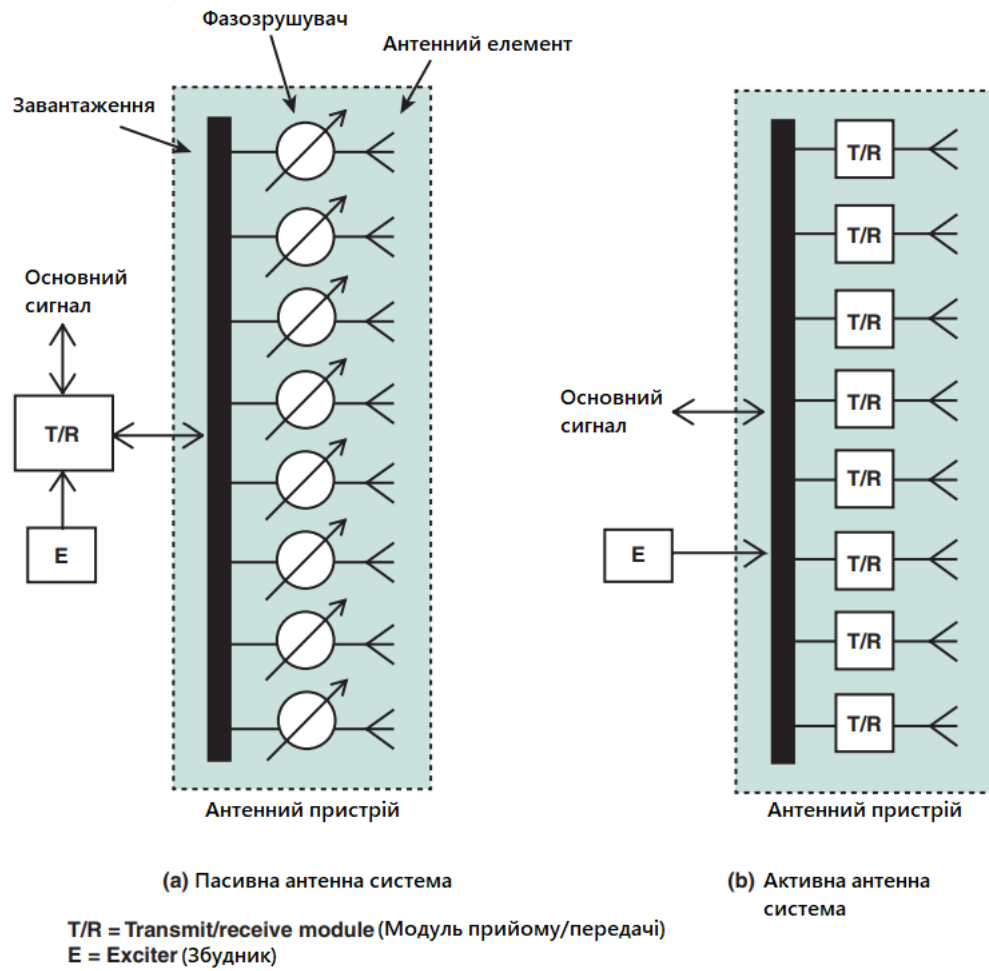 Фазозрушувач
Антенний елемент
Завантаження
Основний
сигнал
T/R
E
Антенний пристрій
(a) Пасивна антенна система
T/R
T/R
T/R
T/R
T/R
T/R
T/R
T/R
Основний
сигнал
E
Антенний пристрій
(b) Активна антенна
система
T/R = Transmit/receive module (Модуль прийому/передачі)
E = Exciter (Збудник)